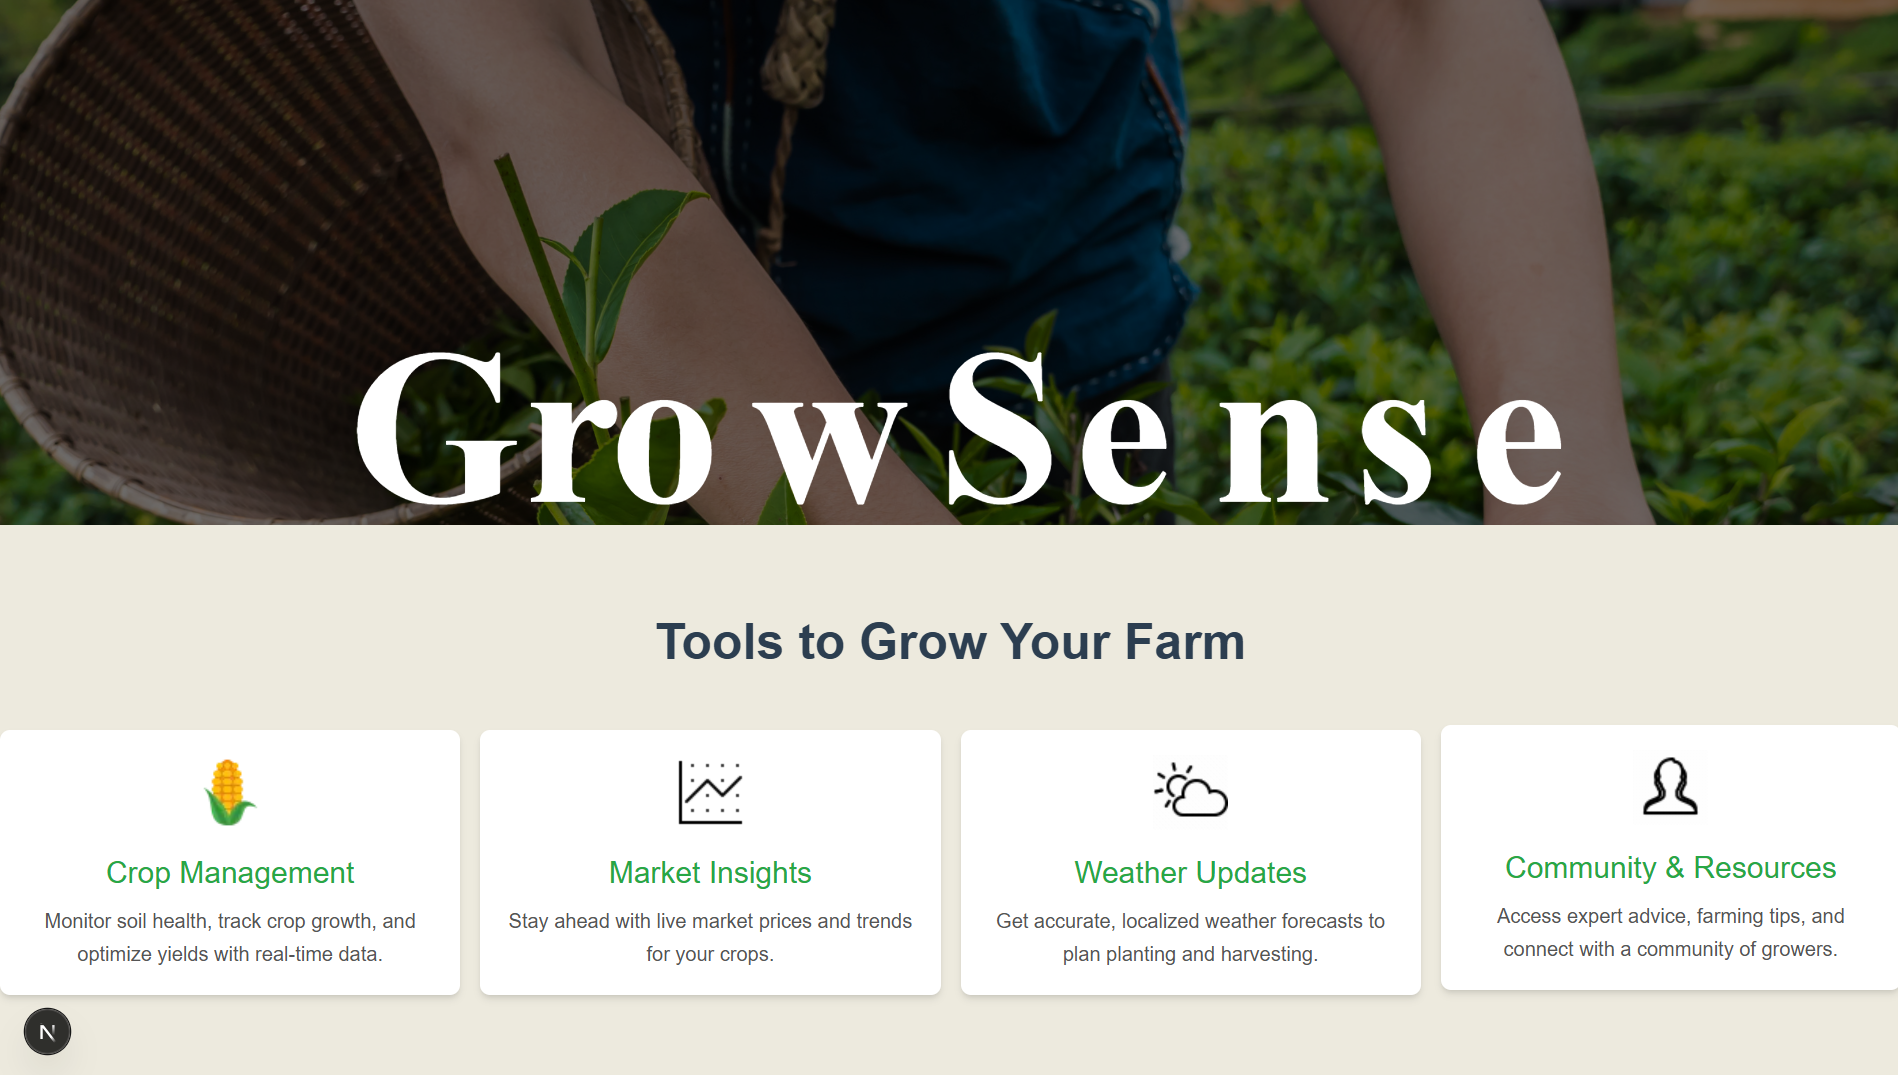 GrowSense
Tools to Grow Your Farm
Crop Management
Monitor soil health, track crop growth, and
optimize yields with real-time data.
Market Insights
Stay ahead with live market prices and trends
for your crops.
Weather Updates
Get accurate, localized weather forecasts to
plan planting and harvesting.
Community & Resources
Access expert advice, farming tips, and
connect with a community of growers.
N